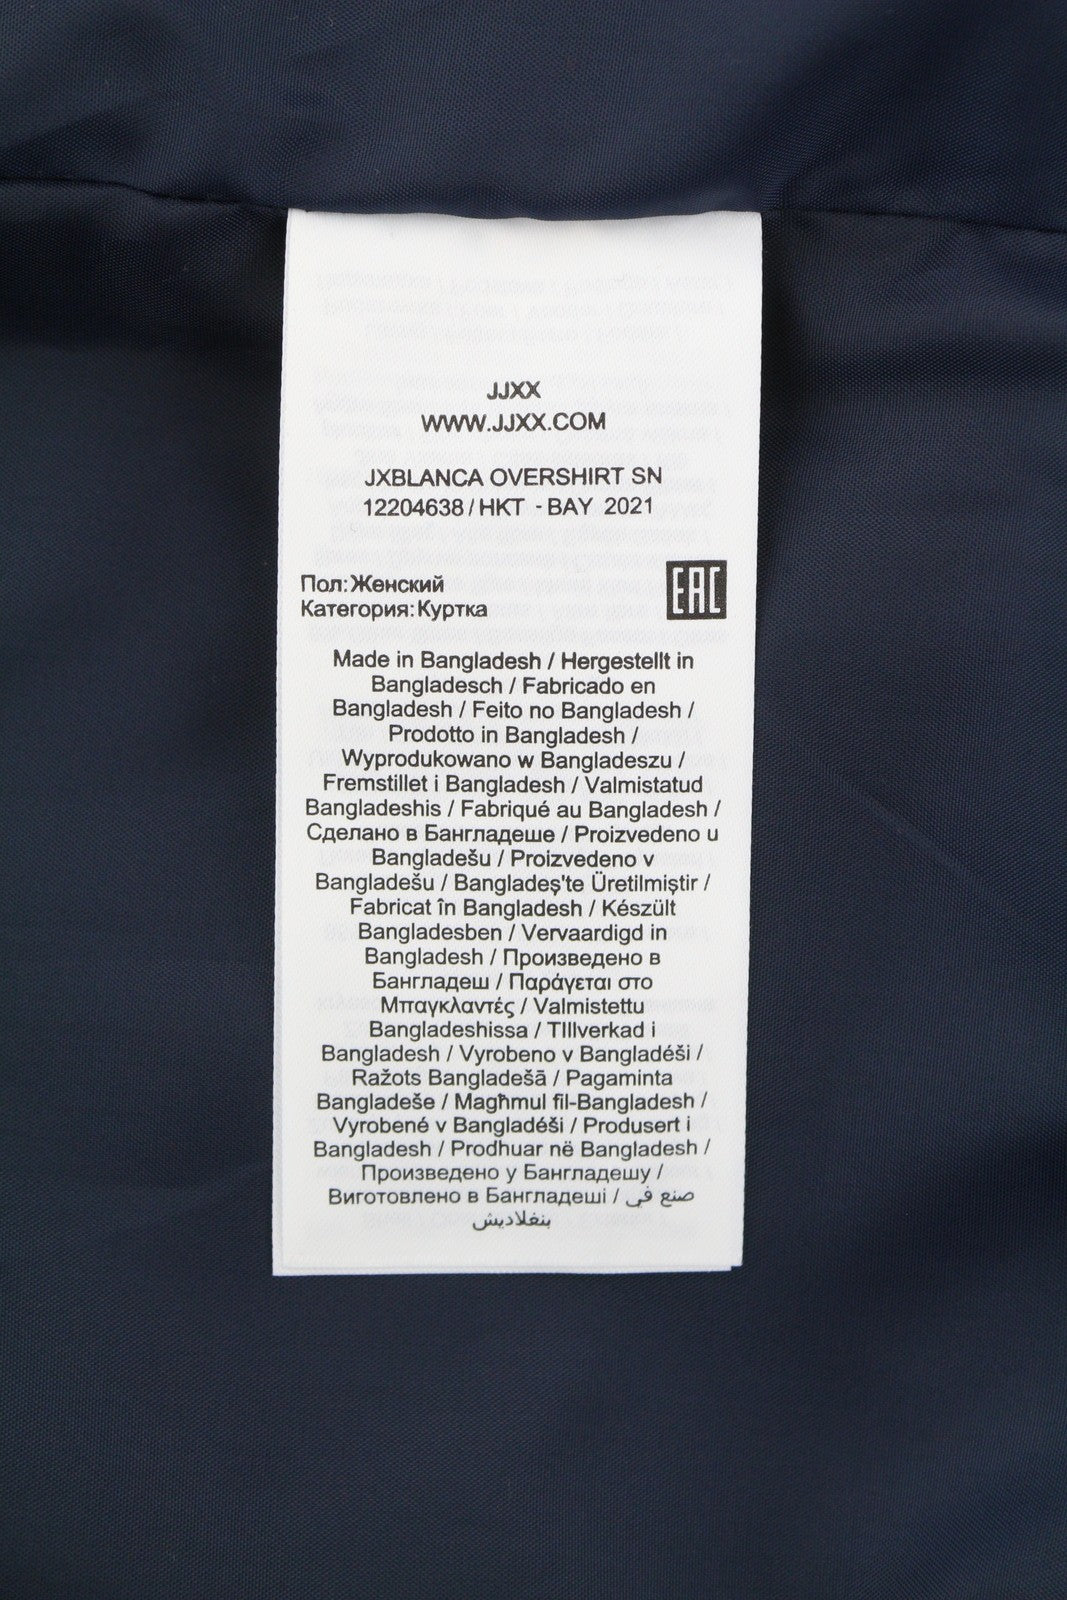 JJXX
WWW.JJXX.COM
JXBLANCA OVERSHIRT SN
12204638/HKT - BAY 2021
Пол:Женский
Категория:Куртка
EAC
Made in Bangladesh / Hergestellt in
Bangladesch / Fabricado en
Bangladesh / Feito no Bangladesh /
Prodotto in Bangladesh /
Wyprodukowano w Bangladeszu /
Fremstillet i Bangladesh / Valmistatud
Bangladeshis / Fabriqué au Bangladesh /
Сделано в Бангладеше / Proizvedeno u
Bangladešu / Proizvedeno v
Bangladešu / Bangladeş'te Üretilmiştir /
Fabricat în Bangladesh / Készült
Bangladesben / Vervaardigd in
Bangladesh / Произведено в
Бангладеш / Παράγεται στο
Μπαγκλαντές / Valmistettu
Bangladeshissa / TIllverkad i
Bangladesh / Vyrobeno v Bangladéši /
Ražots Bangladešā / Pagaminta
Bangladeše / Magħmul fil-Bangladesh /
Vyrobené v Bangladéši / Produsert i
Bangladesh / Prodhuar në Bangladesh /
Произведено у Бангладешу /
Виготовлено в Бангладеші / صنع في
بنغلاديش